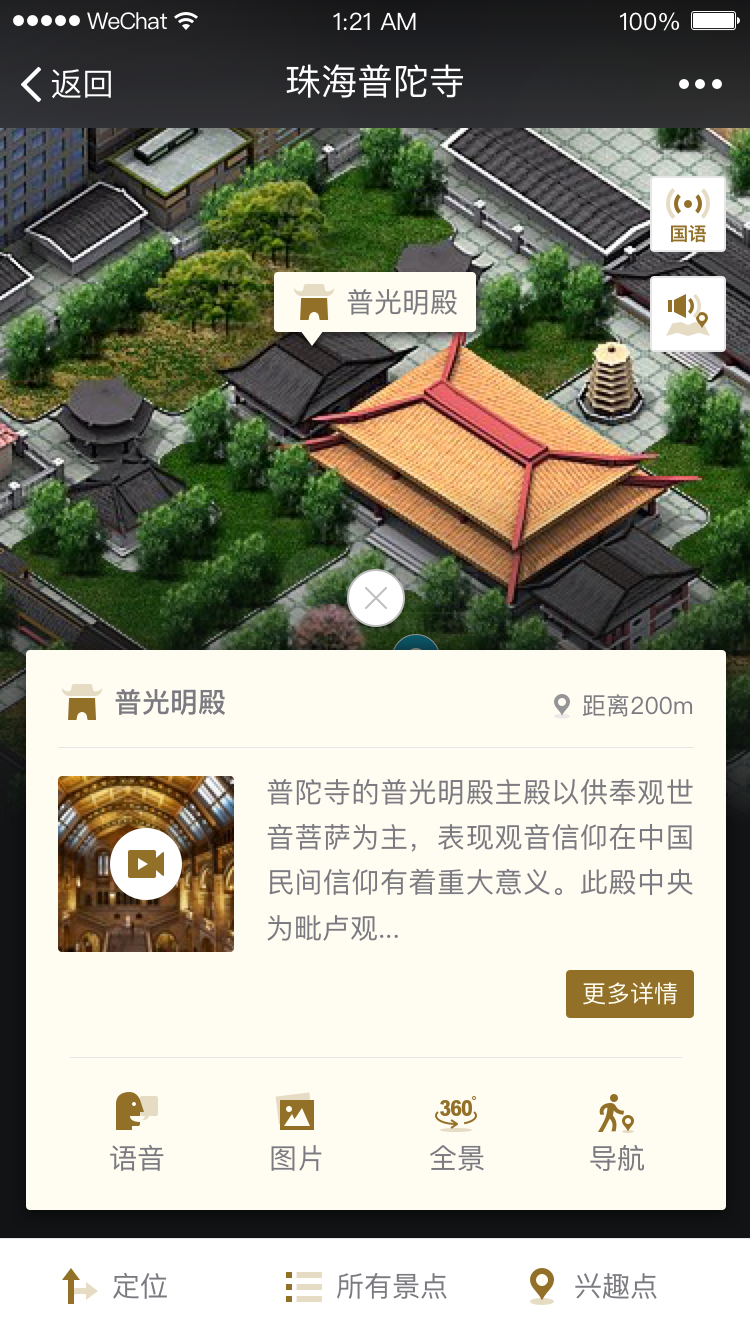 WeChat 1:21 AM 100%
返回 珠海普陀寺
国语
普光明殿
普光明殿 距离200m
普陀寺的普光明殿主殿以供奉观世
音菩萨为主，表现观音信仰在中国
民间信仰有着重大意义。此殿中央
为毗卢观...
更多详情
360°
语音 图片 全景 导航
定位 所有景点 兴趣点